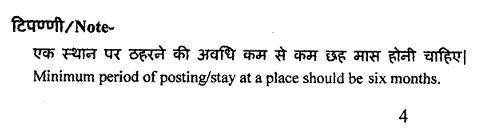 टिपण्णी/Note-
एक स्थान पर ठहरने की अवधि कम से कम छह मास होनी चाहिए|
Minimum period of posting/stay at a place should be six months.
4